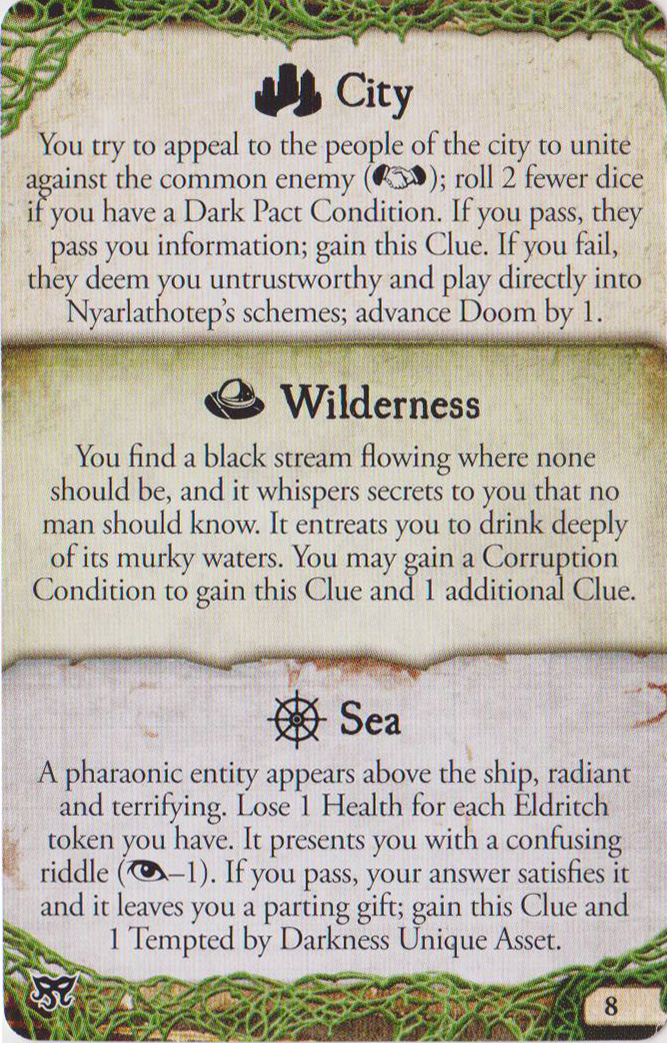 City
You try to appeal to the people of the city to unite
against the common enemy ( ); roll 2 fewer dice
if you have a Dark Pact Condition. If you pass, they
pass you information; gain this Clue. If you fail,
they deem you untrustworthy and play directly into
Nyarlathotep's schemes; advance Doom by 1.
Wilderness
You find a black stream flowing where none
should be, and it whispers secrets to you that no
man should know. It entreats you to drink deeply
of its murky waters. You may gain a Corruption
Condition to gain this Clue and 1 additional Clue.
Sea
A pharaonic entity appears above the ship, radiant
and terrifying. Lose 1 Health for each Eldritch
token you have. It presents you with a confusing
riddle ( –1). If you pass, your answer satisfies it
and it leaves you a parting gift; gain this Clue and
1 Tempted by Darkness Unique Asset.
8